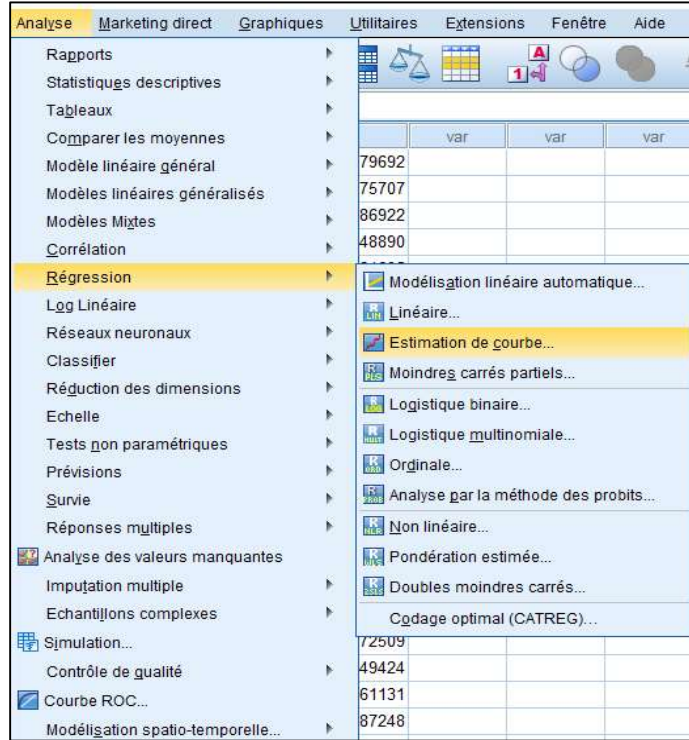 Analyse Marketing direct Graphiques Utilitaires Extensions Fenêtre Aide
Rapports
Statistiques descriptives
Tableaux
Comparer les moyennes
Modèle linéaire général
Modèles linéaires généralisés
Modèles Mixtes
Corrélation
Régression
Log Linéaire
Réseaux neuronaux
Classifier
Réduction des dimensions
Echelle
Tests non paramétriques
Prévisions
Survie
Réponses multiples
Analyse des valeurs manquantes
Imputation multiple
Echantillons complexes
Simulation...
Contrôle de qualité
Courbe ROC...
Modélisation spatio-temporelle...
A
1
var var var
79692
75707
86922
48890
Modélisation linéaire automatique...
Linéaire...
Estimation de courbe...
Moindres carrés partiels...
Logistique binaire...
Logistique multinomiale...
Ordinale...
Analyse par la méthode des probits...
Non linéaire...
Pondération estimée...
Doubles moindres carrés...
Codage optimal (CATREG)...
72509
49424
61131
87248